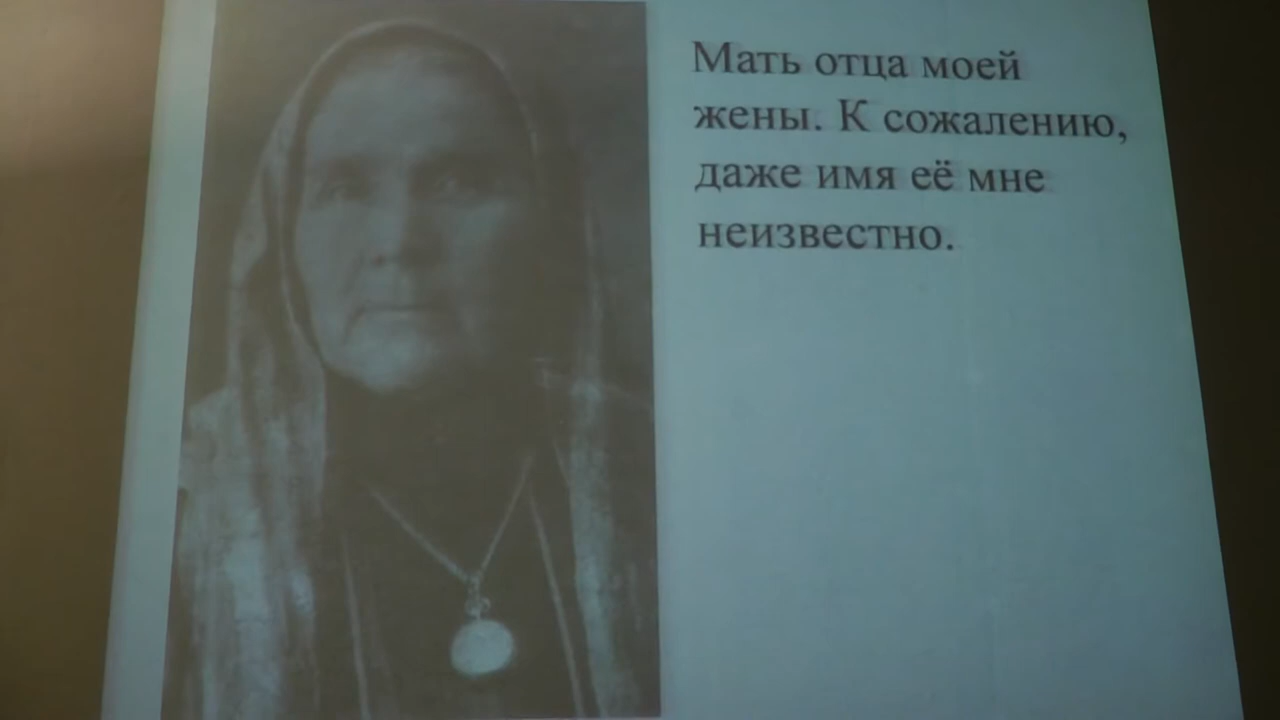 Мать отца моей
жены. К сожалению,
даже имя её мне
неизвестно.